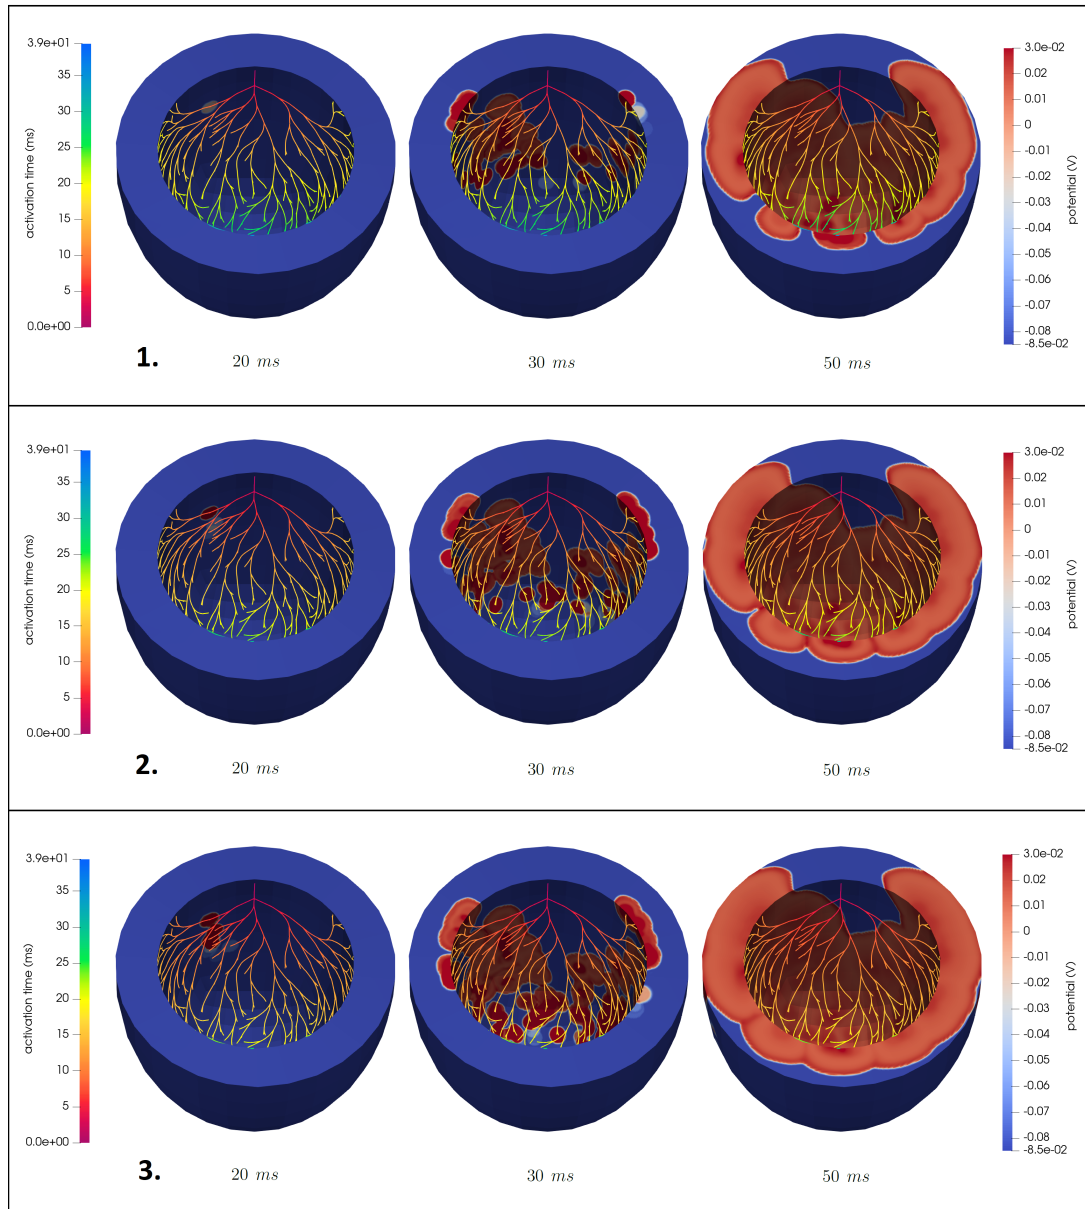 3.9e+01
35
30
25
20
15
10
5
0.0e+00
activation time (ms)
3.0e-02
0.02
0.01
0
-0.01
-0.02
-0.03
-0.04
-0.05
-0.06
-0.07
-0.08
-8.5e-02
potential (V)
1.
20 ms
30 ms
50 ms
3.9e+01
35
30
25
20
15
10
5
0.0e+00
activation time (ms)
3.0e-02
0.02
0.01
0
-0.01
-0.02
-0.03
-0.04
-0.05
-0.06
-0.07
-0.08
-8.5e-02
potential (V)
2.
20 ms
30 ms
50 ms
3.9e+01
35
30
25
20
15
10
5
0.0e+00
activation time (ms)
3.0e-02
0.02
0.01
0
-0.01
-0.02
-0.03
-0.04
-0.05
-0.06
-0.07
-0.08
-8.5e-02
potential (V)
3.
20 ms
30 ms
50 ms